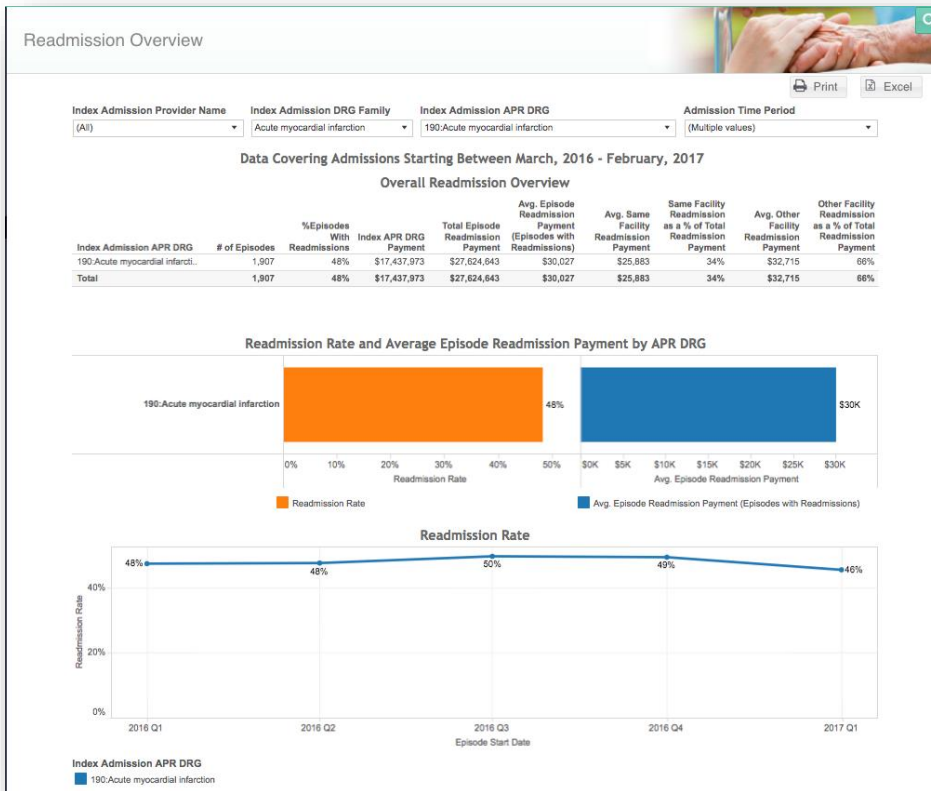 Readmission Overview
Print
Excel
Index Admission Provider Name
Index Admission DRG Family
Index Admission APR DRG
Admission Time Period
(All)
Acute myocardial infarction
190:Acute myocardial infarction
(Multiple values)
Data Covering Admissions Starting Between March, 2016 - February, 2017
Overall Readmission Overview
Index Admission APR DRG
# of Episodes
%Episodes
With
Readmissions
Index APR DRG
Payment
Total Episode
Readmission
Payment
Avg. Episode
Readmission
Payment
(Episodes with
Readmissions)
Avg. Same
Facility
Readmission
Payment
Same Facility
Readmission
as a % of Total
Readmission
Payment
Avg. Other
Facility
Readmission
Payment
Other Facility
Readmission
as a % of Total
Readmission
Payment
190:Acute myocardial infarcti.. 1,907 48% $17,437,973 $27,624,643 $30,027 $25,883 34% $32,715 66%
Total 1,907 48% $17,437,973 $27,624,643 $30,027 $25,883 34% $32,715 66%
Readmission Rate and Average Episode Readmission Payment by APR DRG
190:Acute myocardial infarction
48%
$30K
0% 10% 20% 30% 40% 50%
$0K $5K $10K $15K $20K $25K $30K
Readmission Rate
Avg. Episode Readmission Payment
Readmission Rate
Avg. Episode Readmission Payment (Episodes with Readmissions)
Readmission Rate
48% 48% 50% 49% 46%
40%
20%
0%
Readmission Rate
2016 Q1 2016 Q2 2016 Q3 2016 Q4 2017 Q1
Episode Start Date
Index Admission APR DRG
190:Acute myocardial infarction